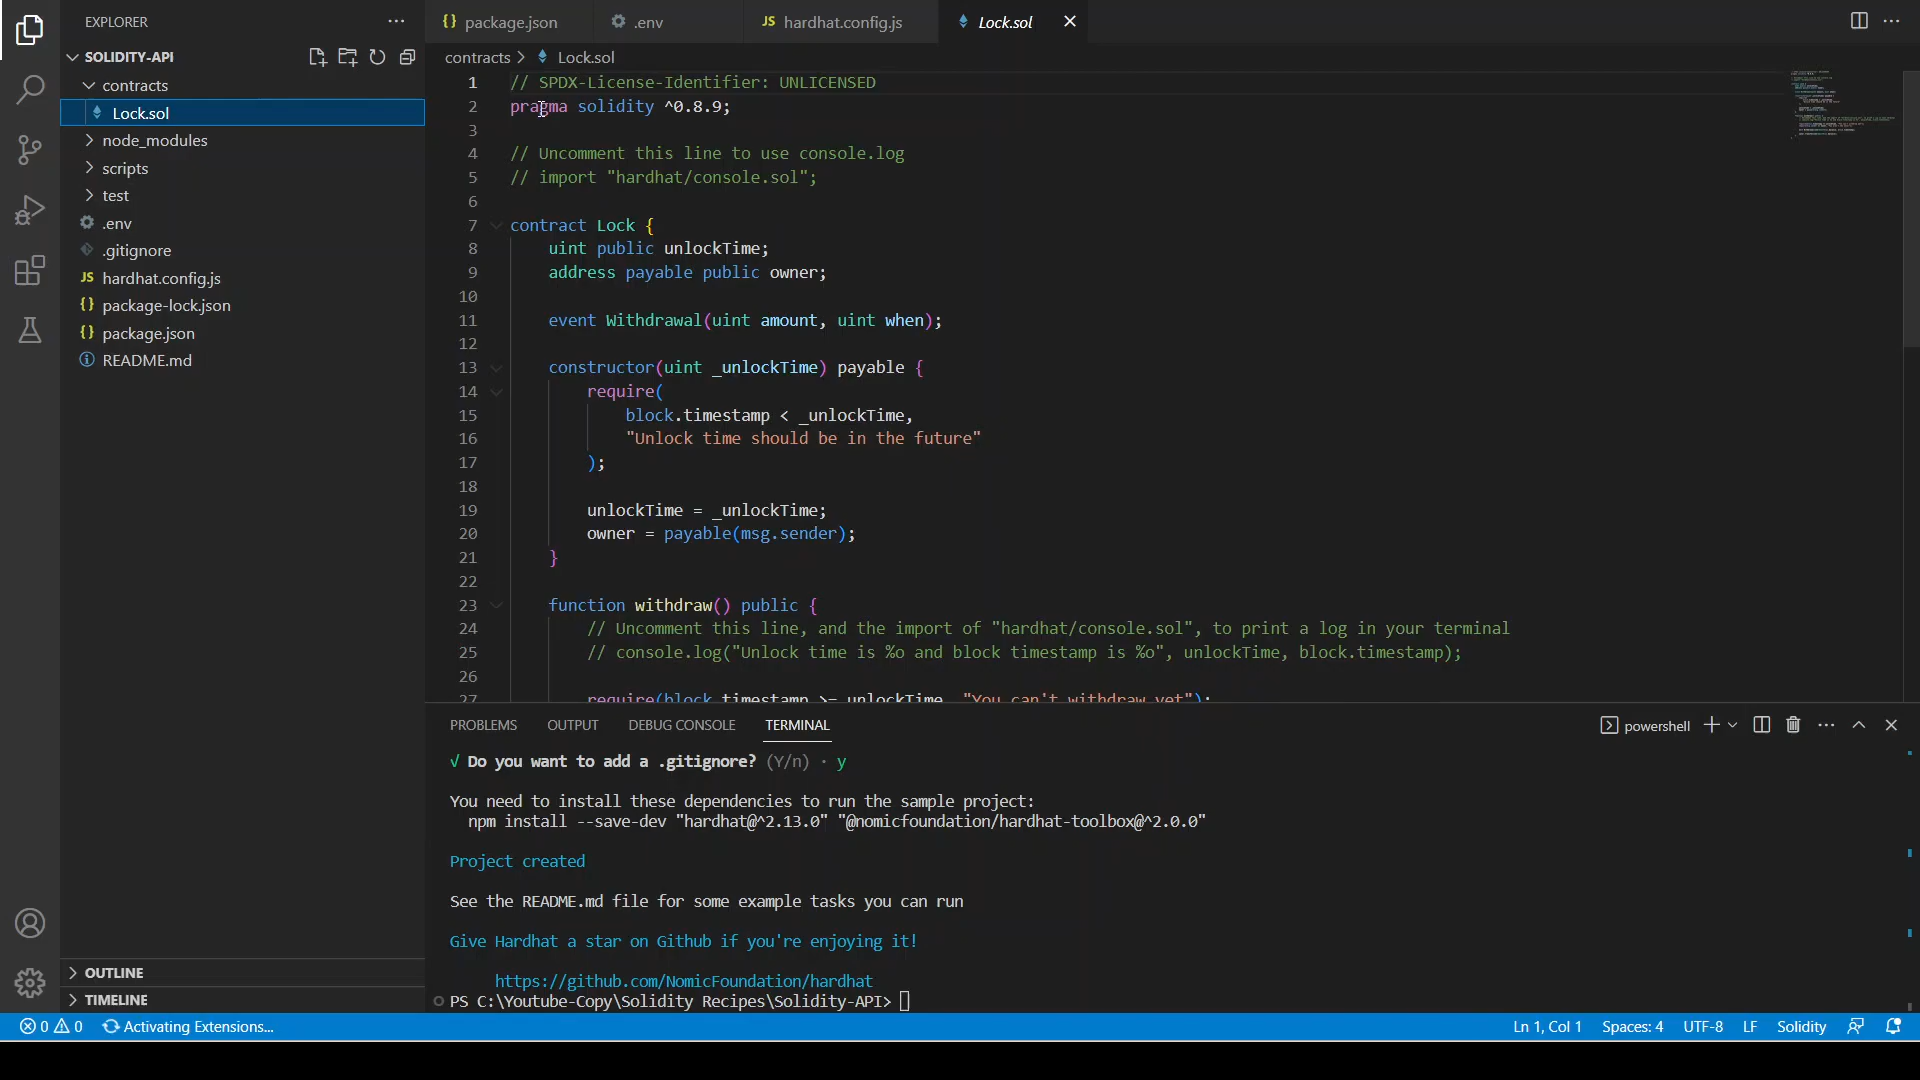 EXPLORER
SOLIDITY-API
contracts
Lock.sol
node_modules
scripts
test
.env
.gitignore
JS hardhat.config.js
{} package-lock.json
{} package.json
README.md
OUTLINE
TIMELINE
{} package.json
.env
JS hardhat.config.js
Lock.sol
contracts > Lock.sol
1 // SPDX-License-Identifier: UNLICENSED
2 pragma solidity ^0.8.9;
3
4 // Uncomment this line to use console.log
5 // import "hardhat/console.sol";
6
7 contract Lock {
8 uint public unlockTime;
9 address payable public owner;
10
11 event Withdrawal(uint amount, uint when);
12
13 constructor(uint _unlockTime) payable {
14 require(
15 block.timestamp < _unlockTime,
16 "Unlock time should be in the future"
17 );
18
19 unlockTime = _unlockTime;
20 owner = payable(msg.sender);
21 }
22
23 function withdraw() public {
24 // Uncomment this line, and the import of "hardhat/console.sol", to print a log in your terminal
25 // console.log("Unlock time is %o and block timestamp is %o", unlockTime, block.timestamp);
26
27 require(block.timestamp >= unlockTime, "You can't withdraw yet");
PROBLEMS OUTPUT DEBUG CONSOLE TERMINAL
powershell
√ Do you want to add a .gitignore? (Y/n) · y
You need to install these dependencies to run the sample project:
npm install --save-dev "hardhat@^2.13.0" "@nomicfoundation/hardhat-toolbox@^2.0.0"
Project created
See the README.md file for some example tasks you can run
Give Hardhat a star on Github if you're enjoying it!
https://github.com/NomicFoundation/hardhat
PS C:\Youtube-Copy\Solidity Recipes\Solidity-API>
0 0 Activating Extensions...
Ln 1, Col 1 Spaces: 4 UTF-8 LF Solidity